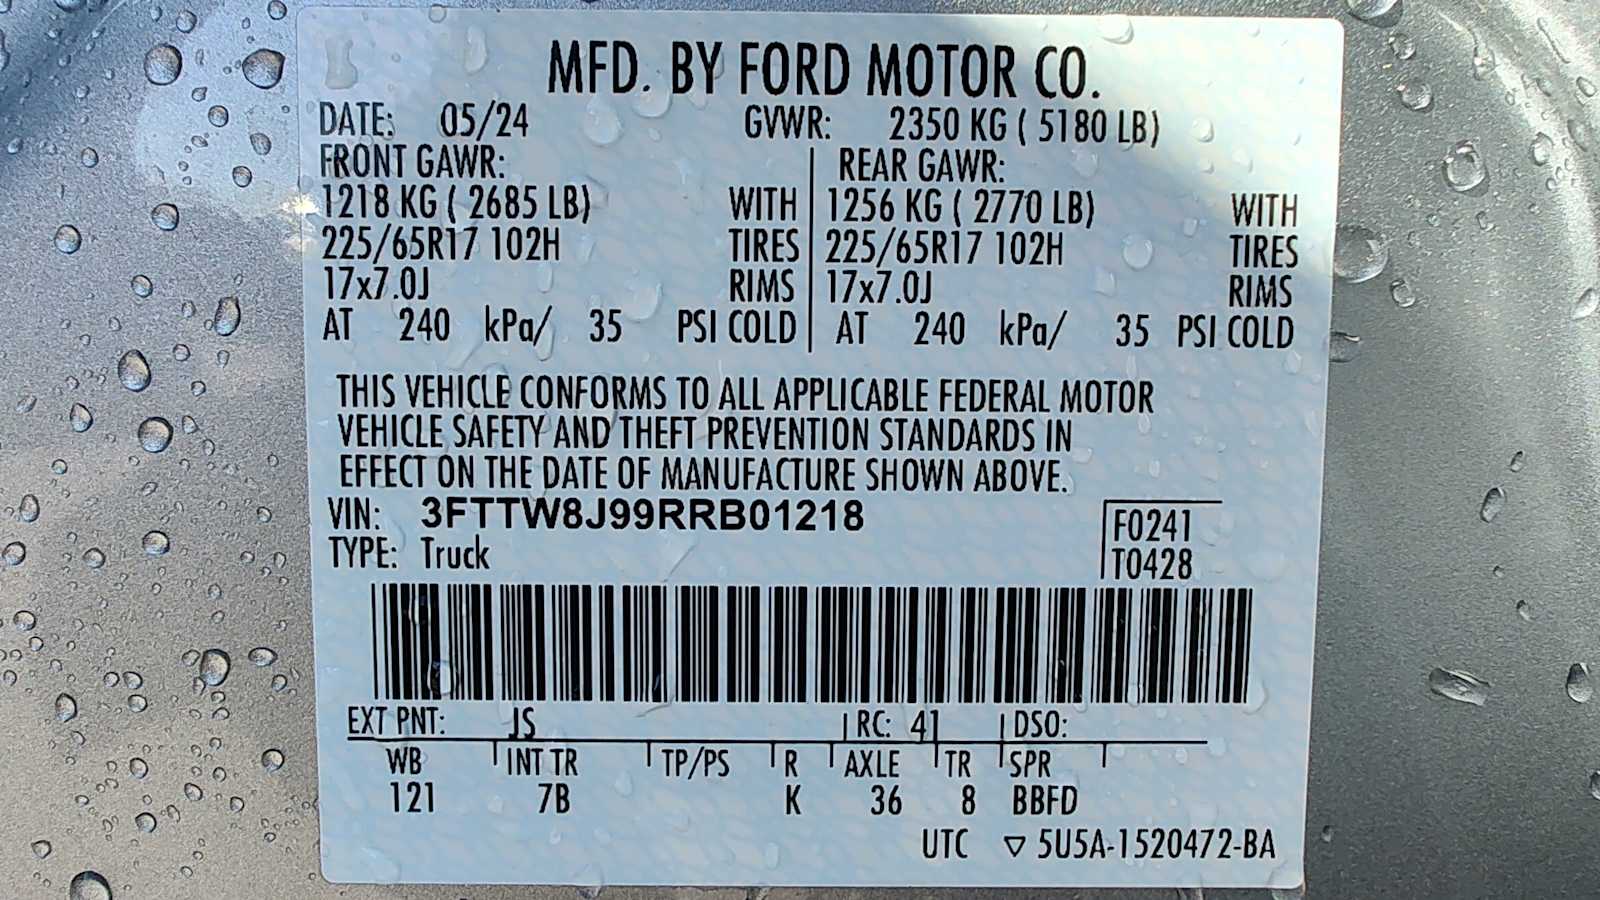 MFD. BY FORD MOTOR CO.
DATE: 05/24 GVWR: 2350 KG ( 5180 LB)
FRONT GAWR: REAR GAWR:
1218 KG ( 2685 LB) WITH 1256 KG ( 2770 LB) WITH
225/65R17 102H TIRES 225/65R17 102H TIRES
17x7.0J RIMS 17x7.0J RIMS
AT 240 kPa/ 35 PSI COLD AT 240 kPa/ 35 PSI COLD
THIS VEHICLE CONFORMS TO ALL APPLICABLE FEDERAL MOTOR
VEHICLE SAFETY AND THEFT PREVENTION STANDARDS IN
EFFECT ON THE DATE OF MANUFACTURE SHOWN ABOVE.
VIN: 3FTTW8J99RRB01218 F0241
TYPE: Truck T0428
EXT PNT: JS RC: 41 DSO:
WB INT TR TP/PS R AXLE TR SPR
121 7B K 36 8 BBFD
UTC ▽ 5U5A-1520472-BA